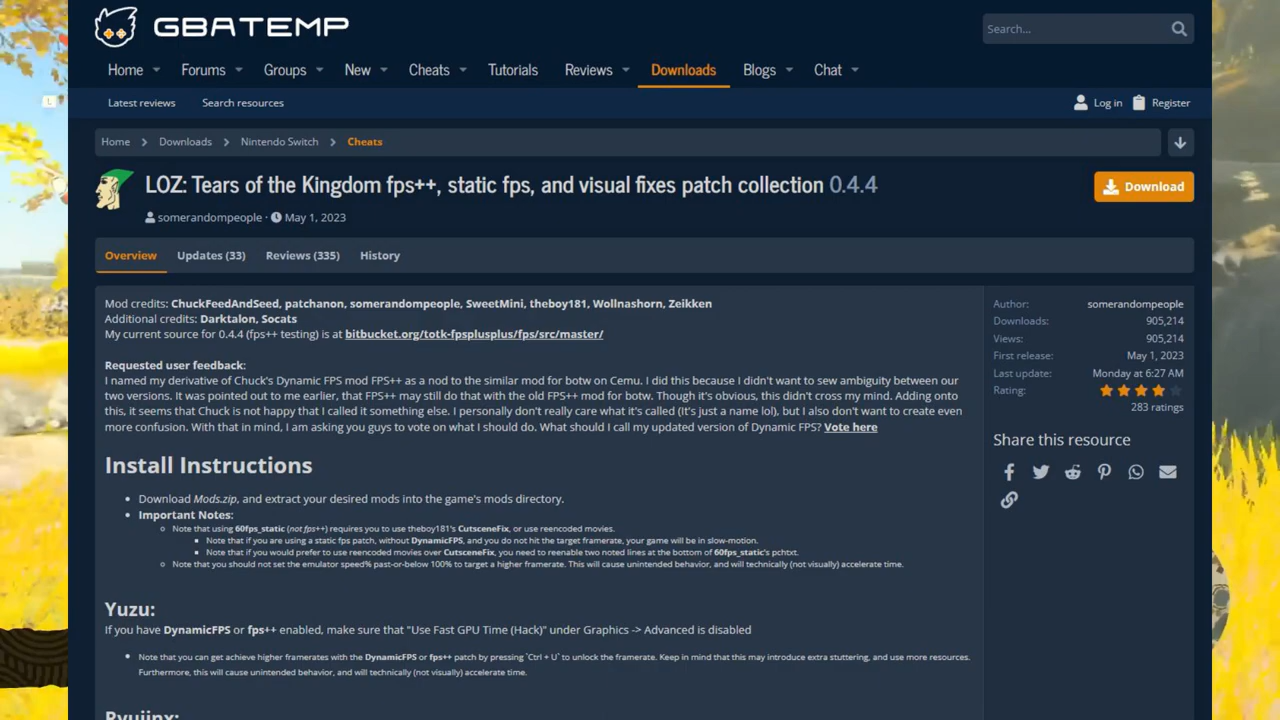 GBATEMP
Search...
Home Forums Groups New Cheats Tutorials Reviews Downloads Blogs Chat
Latest reviews Search resources
Log in Register
Home > Downloads > Nintendo Switch > Cheats
LOZ: Tears of the Kingdom fps++, static fps, and visual fixes patch collection 0.4.4
Download
somerandompeople · May 1, 2023
Overview Updates (33) Reviews (335) History
Mod credits: ChuckFeedAndSeed, patchanon, somerandompeople, SweetMini, theboy181, Wollnashorn, Zeikken
Additional credits: Darktalon, Socats
My current source for 0.4.4 (fps++ testing) is at bitbucket.org/totk-fpsplusplus/fps/src/master/
Requested user feedback:
I named my derivative of Chuck's Dynamic FPS mod FPS++ as a nod to the similar mod for botw on Cemu. I did this because I didn't want to sew ambiguity between our
two versions. It was pointed out to me earlier, that FPS++ may still do that with the old FPS++ mod for botw. Though it's obvious, this didn't cross my mind. Adding onto
this, it seems that Chuck is not happy that I called it something else. I personally don't really care what it's called (It's just a name lol), but I also don't want to create even
more confusion. With that in mind, I am asking you guys to vote on what I should do. What should I call my updated version of Dynamic FPS? Vote here
Install Instructions
• Download Mods.zip, and extract your desired mods into the game's mods directory.
• Important Notes:
Note that using 60fps_static (not fps++) requires you to use theboy181's CutsceneFix, or use reencoded movies.
Note that if you are using a static fps patch, without DynamicFPS, and you do not hit the target framerate, your game will be in slow-motion.
Note that if you would prefer to use reencoded movies over CutsceneFix, you need to reenable two noted lines at the bottom of 60fps_static's pchtxt.
Note that you should not set the emulator speed% past-or-below 100% to target a higher framerate. This will cause unintended behavior, and will technically (not visually) accelerate time.
Yuzu:
If you have DynamicFPS or fps++ enabled, make sure that "Use Fast GPU Time (Hack)" under Graphics -> Advanced is disabled
• Note that you can get achieve higher framerates with the DynamicFPS or fps++ patch by pressing `Ctrl + U` to unlock the framerate. Keep in mind that this may introduce extra stuttering, and use more resources.
Furthermore, this will cause unintended behavior, and will technically (not visually) accelerate time.
Ryujinx:
Author: somerandompeople
Downloads: 905,214
Views: 905,214
First release: May 1, 2023
Last update: Monday at 6:27 AM
Rating:
283 ratings
Share this resource
L